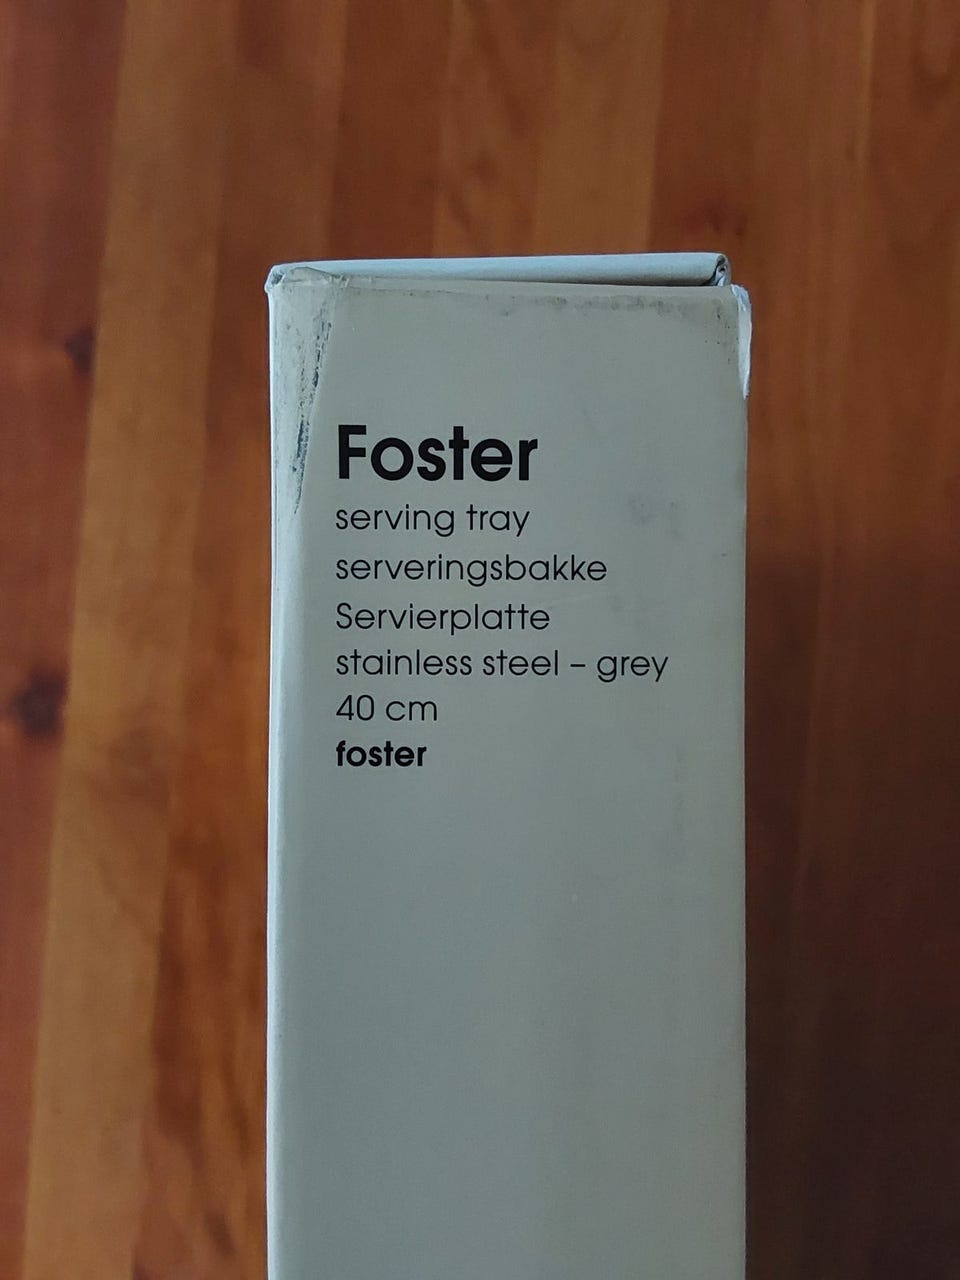 Foster
serving tray
serveringsbakke
Servierplatte
stainless steel – grey
40 cm
foster